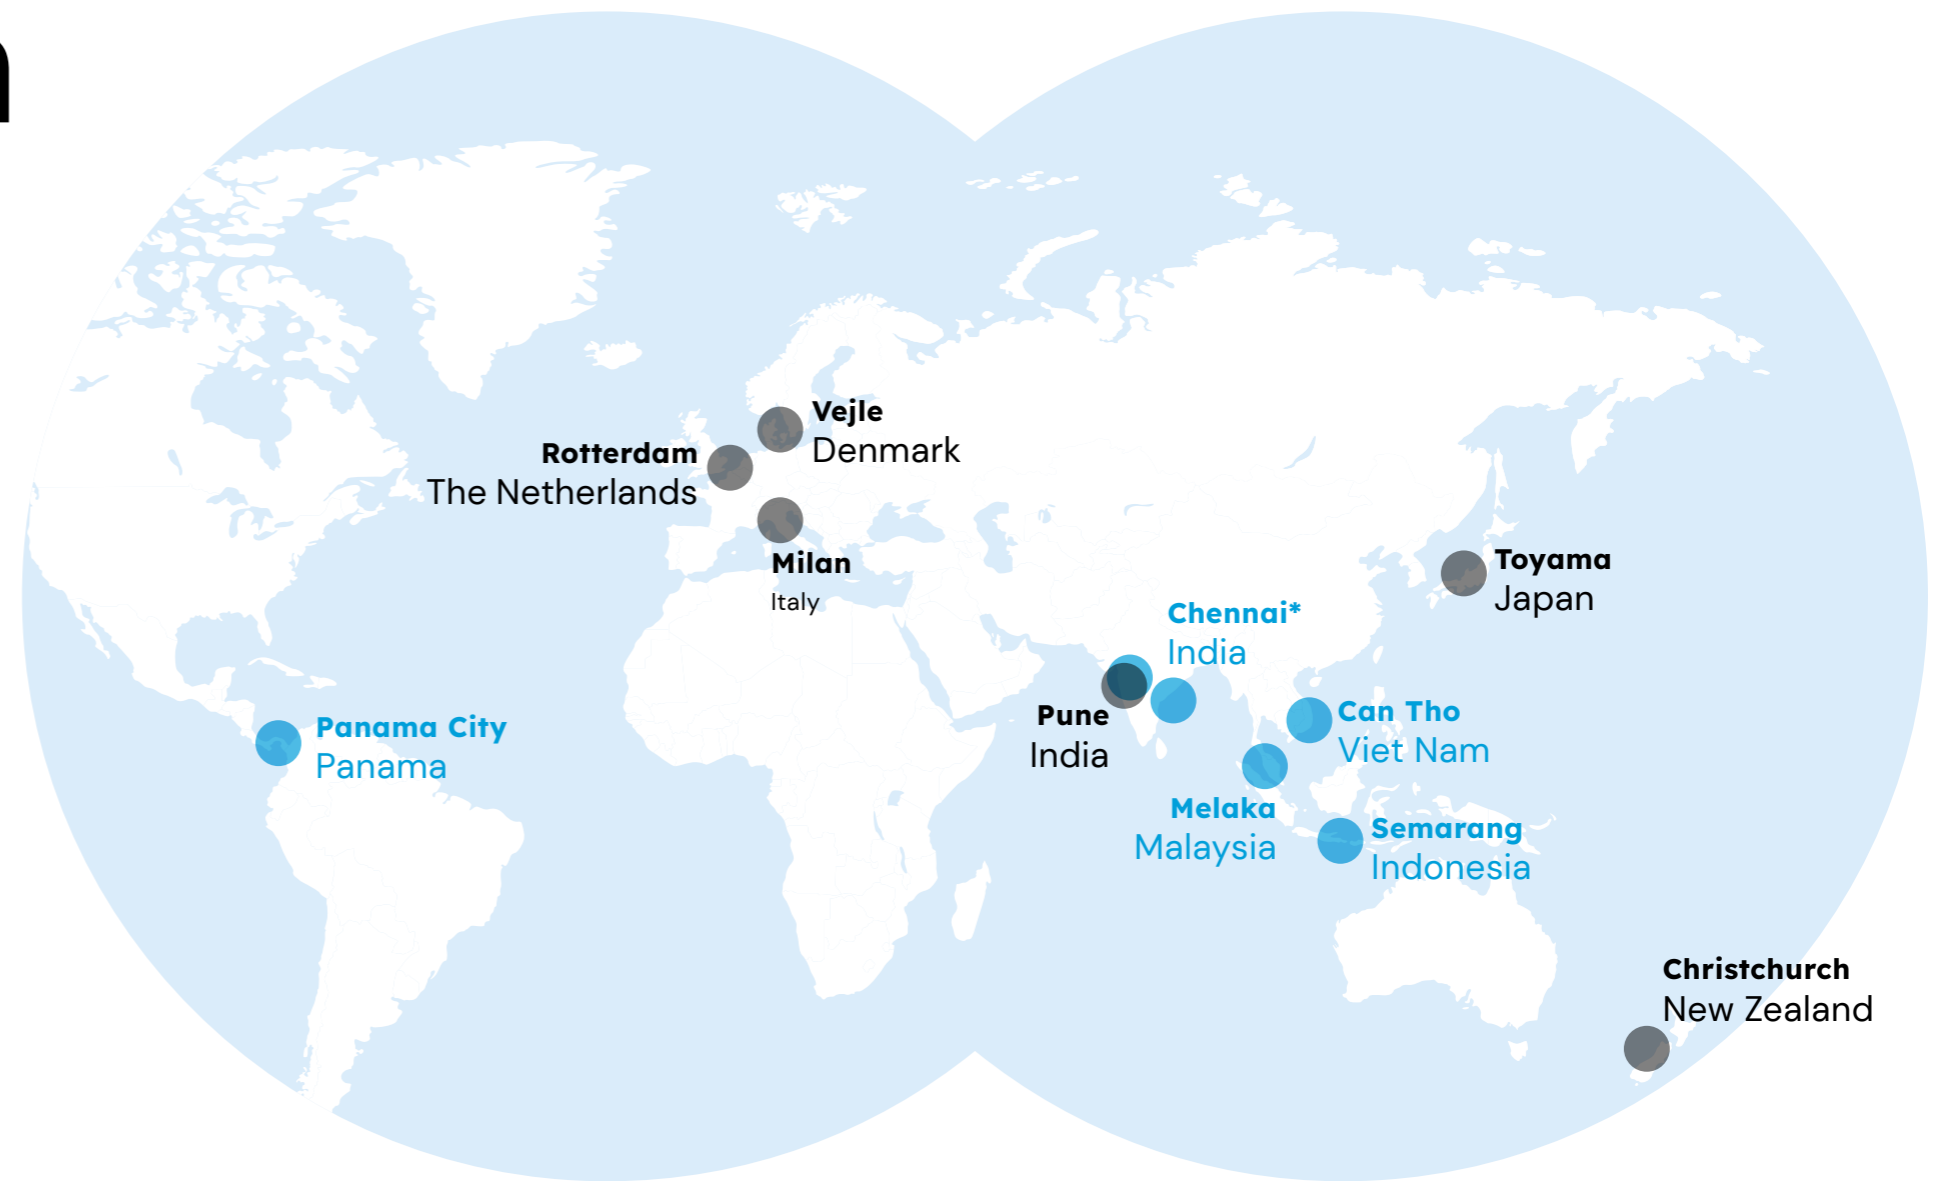 Vejle
Denmark
Rotterdam
The Netherlands
Milan
Italy
Toyama
Japan
Chennai*
India
Pune
India
Panama City
Panama
Can Tho
Viet Nam
Melaka
Malaysia
Semarang
Indonesia
Christchurch
New Zealand